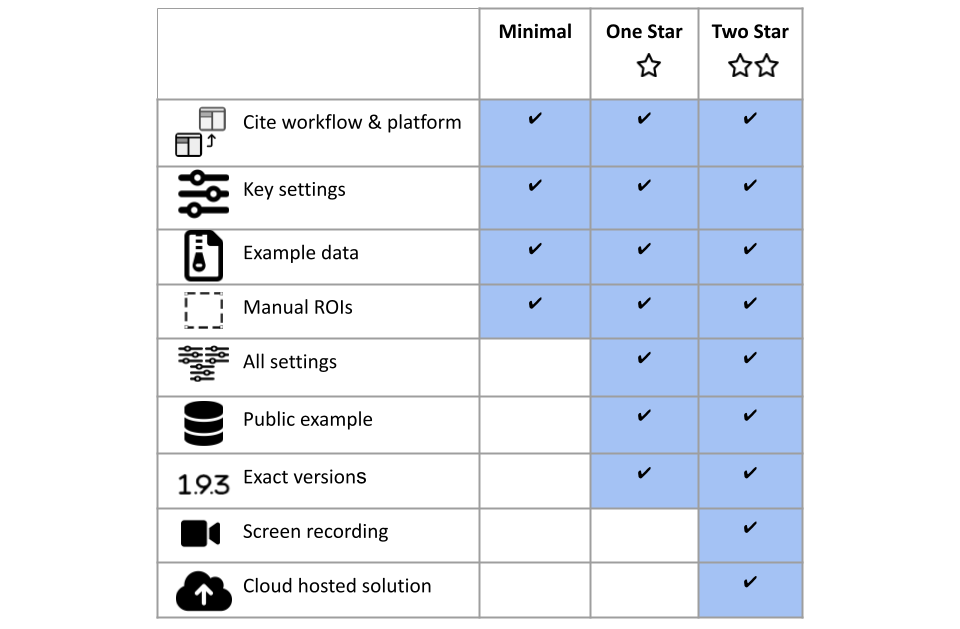 Minimal One Star Two Star
Cite workflow & platform ✔ ✔ ✔
Key settings ✔ ✔ ✔
Example data ✔ ✔ ✔
Manual ROIs ✔ ✔ ✔
All settings ✔ ✔
Public example ✔ ✔
1.9.3 Exact versions ✔ ✔
Screen recording ✔
Cloud hosted solution ✔